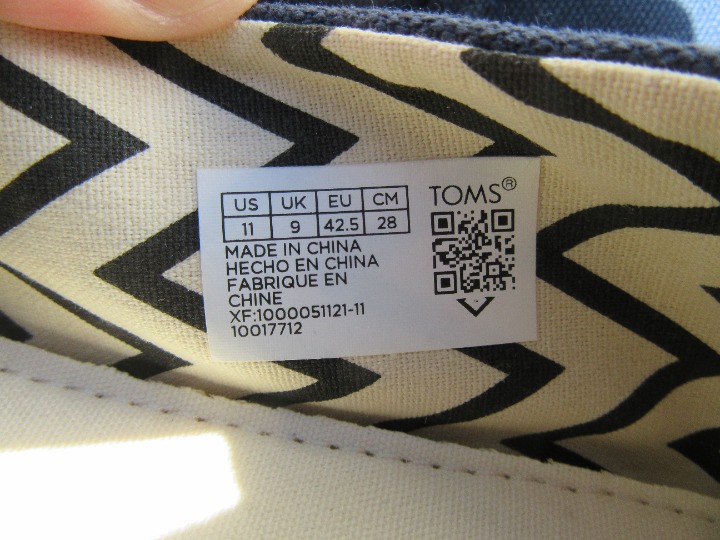 US UK EU CM
11 9 42.5 28
TOMS®
MADE IN CHINA
HECHO EN CHINA
FABRIQUE EN
CHINE
XF:1000051121-11
10017712